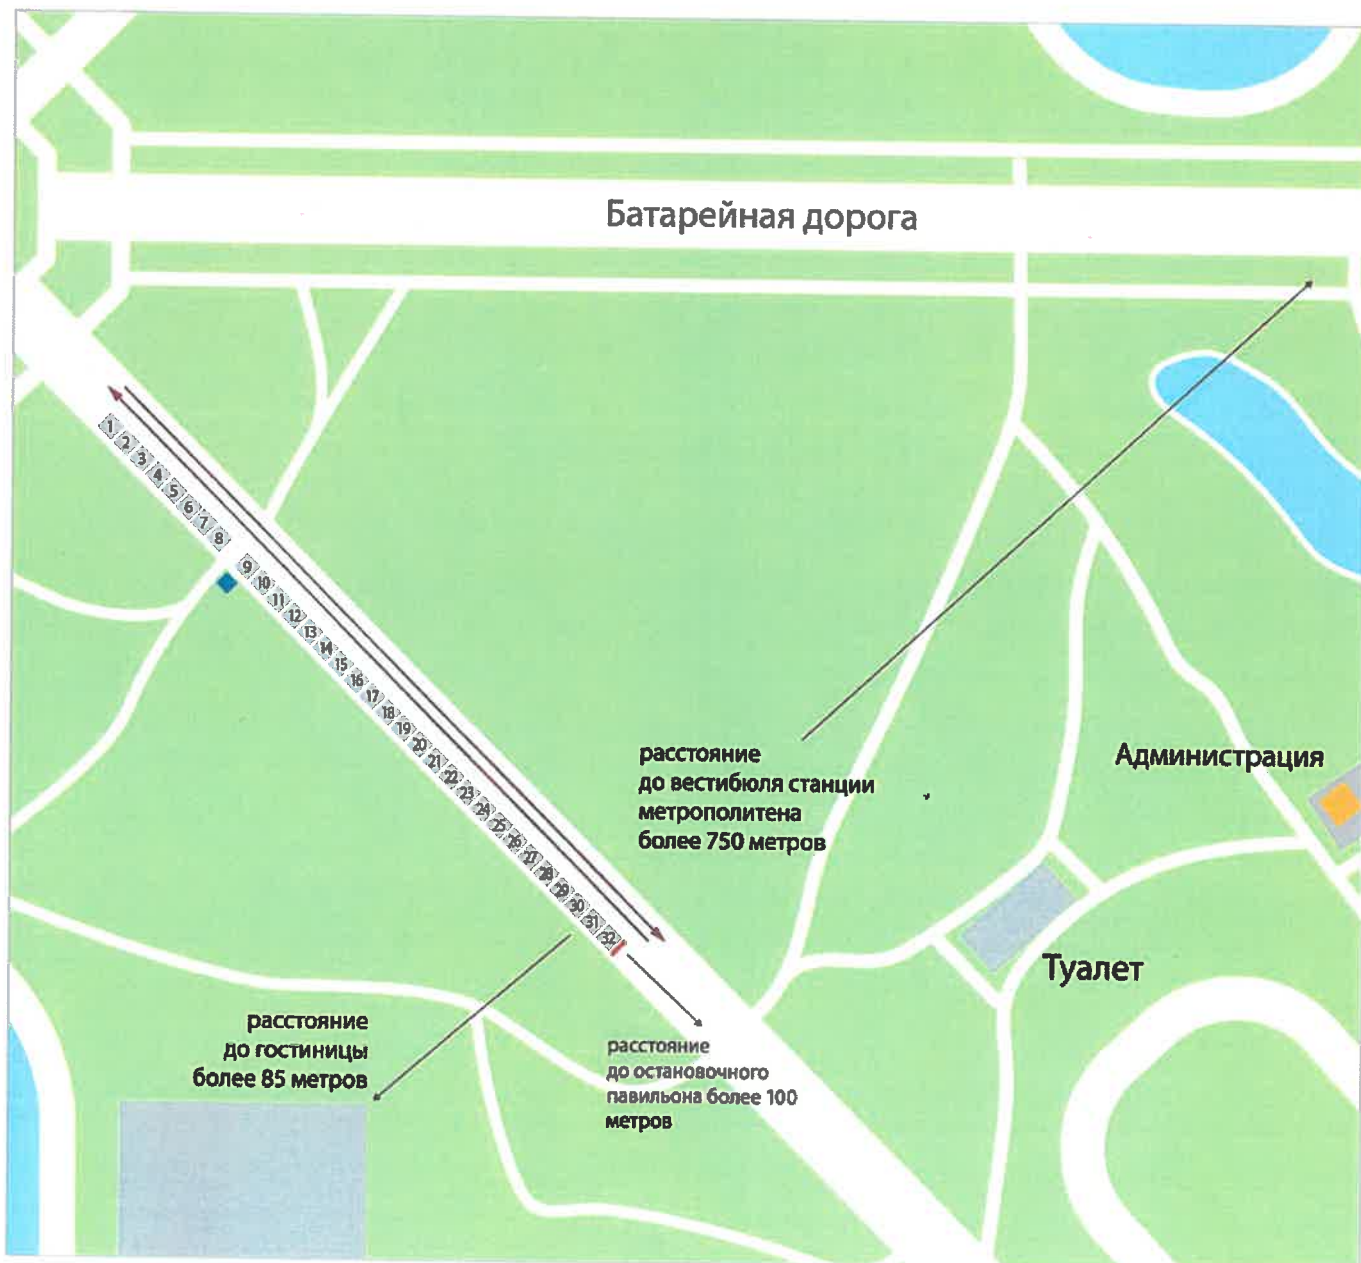 Батарейная дорога
1
2
3
4
5
6
7
8
9
10
11
12
13
14
15
16
17
18
19
20
21
22
23
24
25
26
27
28
29
30
31
32
расстояние
до вестибюля станции
метрополитена
более 750 метров
Администрация
Туалет
расстояние
до гостиницы
более 85 метров
расстояние
до остановочного
павильона более 100
метров